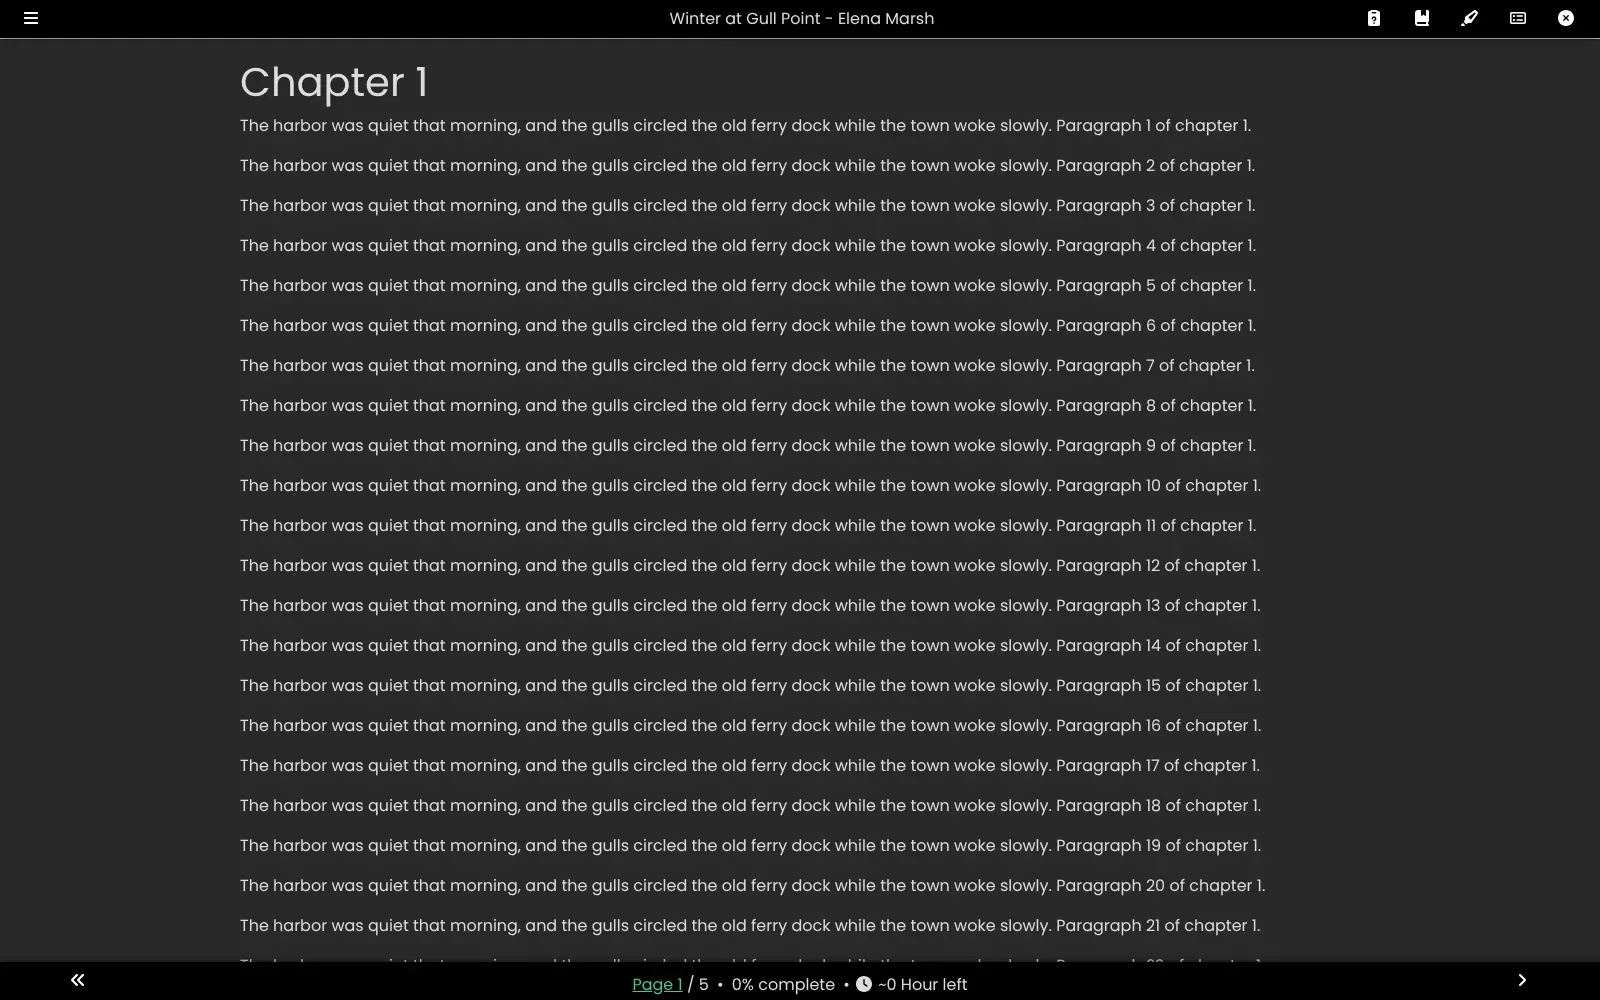 Winter at Gull Point - Elena Marsh
Chapter 1
The harbor was quiet that morning, and the gulls circled the old ferry dock while the town woke slowly. Paragraph 1 of chapter 1.
The harbor was quiet that morning, and the gulls circled the old ferry dock while the town woke slowly. Paragraph 2 of chapter 1.
The harbor was quiet that morning, and the gulls circled the old ferry dock while the town woke slowly. Paragraph 3 of chapter 1.
The harbor was quiet that morning, and the gulls circled the old ferry dock while the town woke slowly. Paragraph 4 of chapter 1.
The harbor was quiet that morning, and the gulls circled the old ferry dock while the town woke slowly. Paragraph 5 of chapter 1.
The harbor was quiet that morning, and the gulls circled the old ferry dock while the town woke slowly. Paragraph 6 of chapter 1.
The harbor was quiet that morning, and the gulls circled the old ferry dock while the town woke slowly. Paragraph 7 of chapter 1.
The harbor was quiet that morning, and the gulls circled the old ferry dock while the town woke slowly. Paragraph 8 of chapter 1.
The harbor was quiet that morning, and the gulls circled the old ferry dock while the town woke slowly. Paragraph 9 of chapter 1.
The harbor was quiet that morning, and the gulls circled the old ferry dock while the town woke slowly. Paragraph 10 of chapter 1.
The harbor was quiet that morning, and the gulls circled the old ferry dock while the town woke slowly. Paragraph 11 of chapter 1.
The harbor was quiet that morning, and the gulls circled the old ferry dock while the town woke slowly. Paragraph 12 of chapter 1.
The harbor was quiet that morning, and the gulls circled the old ferry dock while the town woke slowly. Paragraph 13 of chapter 1.
The harbor was quiet that morning, and the gulls circled the old ferry dock while the town woke slowly. Paragraph 14 of chapter 1.
The harbor was quiet that morning, and the gulls circled the old ferry dock while the town woke slowly. Paragraph 15 of chapter 1.
The harbor was quiet that morning, and the gulls circled the old ferry dock while the town woke slowly. Paragraph 16 of chapter 1.
The harbor was quiet that morning, and the gulls circled the old ferry dock while the town woke slowly. Paragraph 17 of chapter 1.
The harbor was quiet that morning, and the gulls circled the old ferry dock while the town woke slowly. Paragraph 18 of chapter 1.
The harbor was quiet that morning, and the gulls circled the old ferry dock while the town woke slowly. Paragraph 19 of chapter 1.
The harbor was quiet that morning, and the gulls circled the old ferry dock while the town woke slowly. Paragraph 20 of chapter 1.
The harbor was quiet that morning, and the gulls circled the old ferry dock while the town woke slowly. Paragraph 21 of chapter 1.
Page 1 / 5 • 0% complete • ~0 Hour left